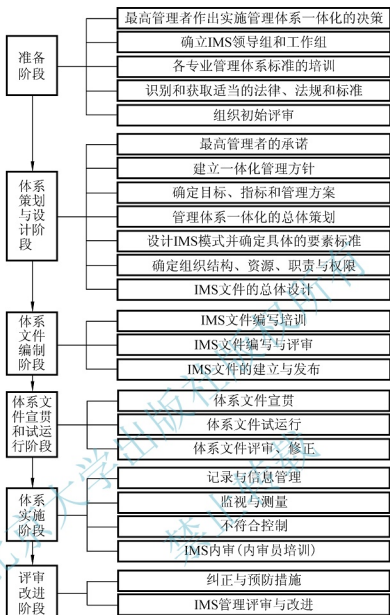 准备
阶段
最高管理者作出实施管理体系一体化的决策
确立IMS领导组和工作组
各专业管理体系标准的培训
识别和获取适当的法律、法规和标准
组织初始评审
体系
策划
与设
计阶
段
最高管理者的承诺
建立一体化管理方针
确定目标、指标和管理方案
管理体系一体化的总体策划
设计IMS模式并确定具体的要素标准
确定组织结构、资源、职责与权限
IMS文件的总体设计
体系
文件
编制
阶段
IMS文件编写培训
IMS文件编写与评审
IMS文件的建立与发布
体系文
件宣贯
和试运
行阶段
体系文件宣贯
体系文件试运行
体系文件评审、修正
体系
实施
阶段
记录与信息管理
监视与测量
不符合控制
IMS内审(内审员培训)
评审
改进
阶段
纠正与预防措施
IMS管理评审与改进
北京大学出版社版权所有